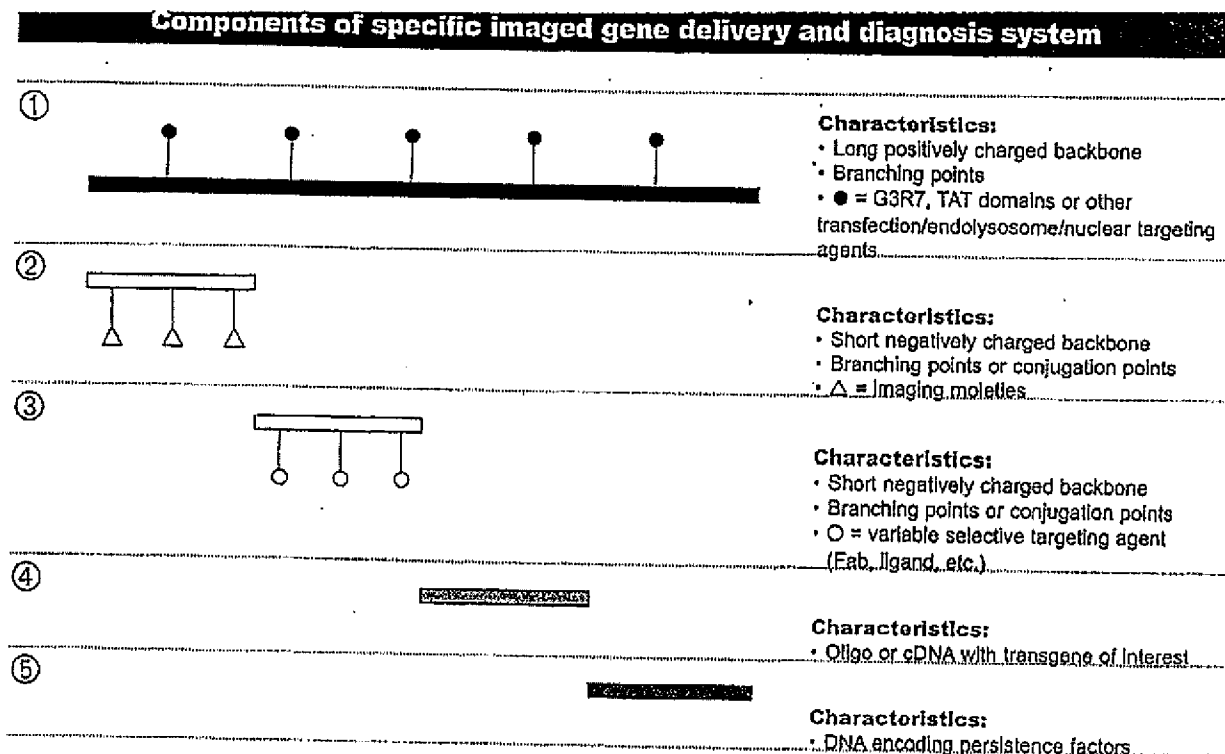 Components of specific imaged gene delivery and diagnosis system
①
Characteristics:
• Long positively charged backbone
• Branching points
• ● = G3R7, TAT domains or other
transfection/endolysosome/nuclear targeting
agents
②
Characteristics:
• Short negatively charged backbone
• Branching points or conjugation points
• △ = Imaging moieties
③
Characteristics:
• Short negatively charged backbone
• Branching points or conjugation points
• O = variable selective targeting agent
(Fab, ligand, etc.)
④
Characteristics:
• Oligo or cDNA with transgene of interest
⑤
Characteristics:
• DNA encoding persistence factors